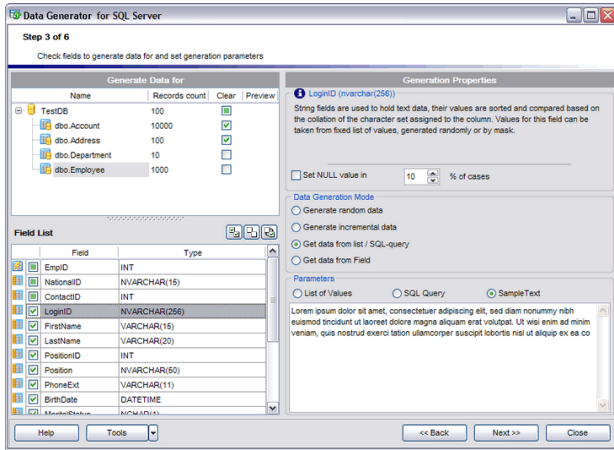 Data Generator for SQL Server
Step 3 of 6
Check fields to generate data for and set generation parameters
Generate Data for
Name Records count Clear Preview
TestDB 100
dbo.Account 10000
dbo.Address 100
dbo.Department 10
dbo.Employee 1000
Field List
Field Type
EmpID INT
NationalID NVARCHAR(15)
ContactID INT
LoginID NVARCHAR(256)
FirstName VARCHAR(15)
LastName VARCHAR(20)
PositionID INT
Position NVARCHAR(50)
PhoneExt VARCHAR(11)
BirthDate DATETIME
MaritalStatus NCHAR(1)
Generation Properties
LoginID (nvarchar(256))
String fields are used to hold text data, their values are sorted and compared based on
the collation of the character set assigned to the column. Values for this field can be
taken from fixed list of values, generated randomly or by mask.
Set NULL value in 10 % of cases
Data Generation Mode
Generate random data
Generate incremental data
Get data from list / SQL-query
Get data from Field
Parameters
List of Values SQL Query SampleText
Lorem ipsum dolor sit amet, consectetuer adipiscing elit, sed diam nonummy nibh
euismod tincidunt ut laoreet dolore magna aliquam erat volutpat. Ut wisi enim ad minim
veniam, quis nostrud exerci tation ullamcorper suscipit lobortis nisl ut aliquip ex ea co
Help Tools << Back Next >> Close